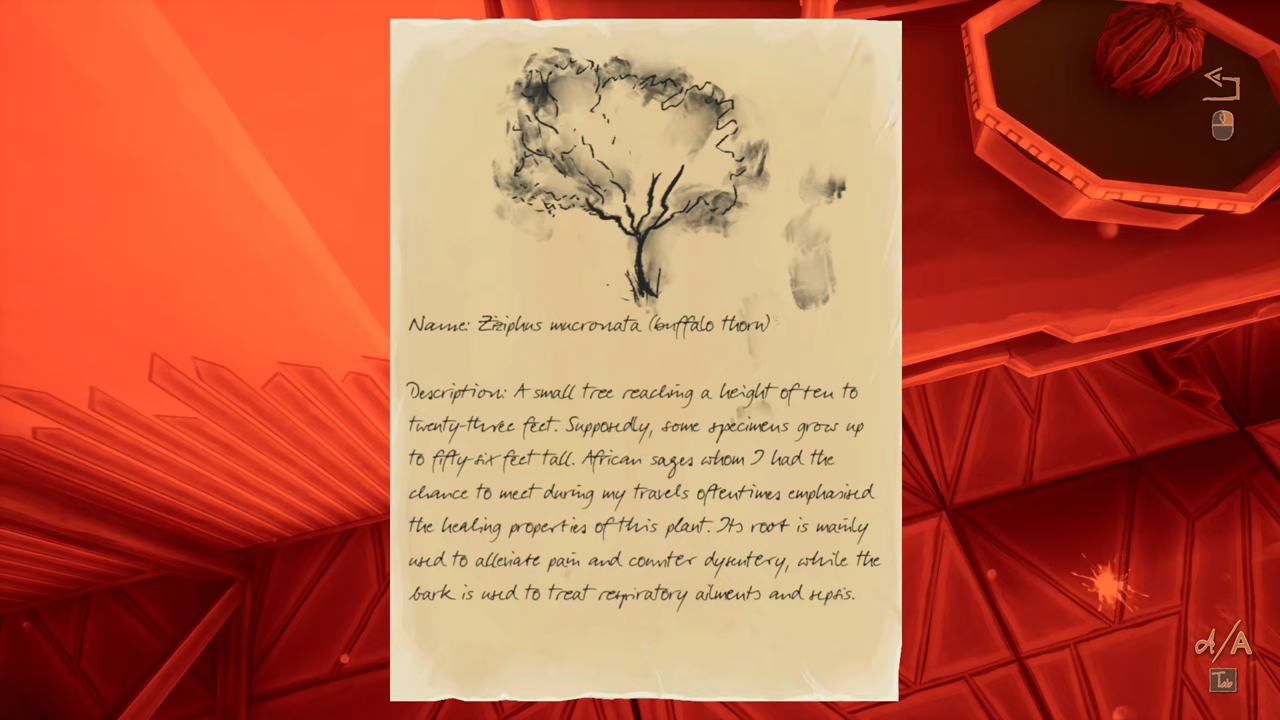 Name: Ziziphus mucronata (buffalo thorn)
Description: A small tree reaching a height of ten to
twenty-three feet. Supposedly, some specimens grow up
to fifty-six feet tall. African sages whom I had the
chance to meet during my travels oftentimes emphasised
the healing properties of this plant. Its root is mainly
used to alleviate pain and counter dysentery, while the
bark is used to treat respiratory ailments and sepsis.
A/A
Tab